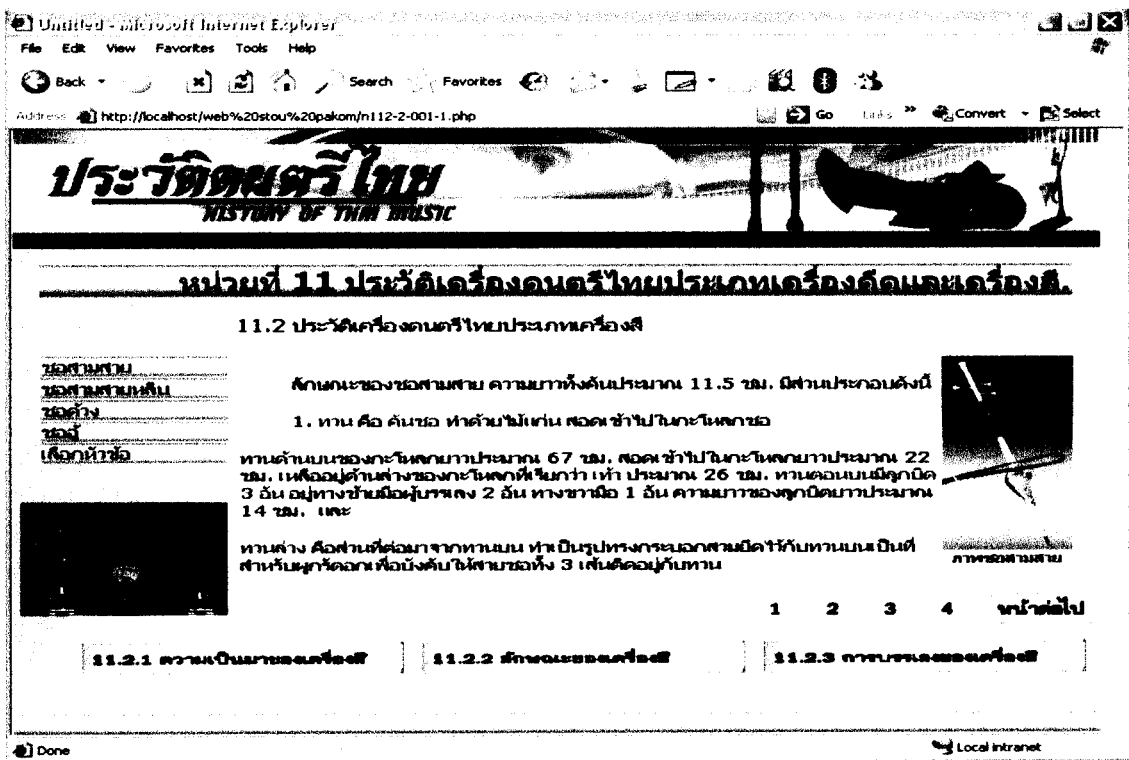 Untitled - Microsoft Internet Explorer
File Edit View Favorites Tools Help
Back Search Favorites
Address http://localhost/web%20stou%20pakom/n112-2-001-1.php Go Links » Convert Select
ประวัติดนตรีไทย
HISTORY OF THAI MUSIC
หน่วยที่ 11 ประวัติเครื่องดนตรีไทยประเภทเครื่องดีดและเครื่องสี.
11.2 ประวัติเครื่องดนตรีไทยประเภทเครื่องสี
ซอสามสาย
ซอสามสายหลีบ
ซอด้วง
ซออู้
เลือกหัวข้อ
ลักษณะของซอสามสาย ความยาวทั้งคันประมาณ 11.5 ซม. มีส่วนประกอบดังนี้
1. ทวน คือ คันซอ ทำด้วยไม้แก่น สอดเข้าไปในกะโหลกซอ
ทวนด้านบนของกะโหลกยาวประมาณ 67 ซม. สอดเข้าไปในกะโหลกยาวประมาณ 22
ซม. เหลืออยู่ด้านล่างของกะโหลกที่เรียกว่า เท้า ประมาณ 26 ซม. ทวนตอนบนมีลูกบิด
3 อัน อยู่ทางซ้ายมือผู้บรรเลง 2 อัน ทางขวามือ 1 อัน ความยาวของลูกบิดยาวประมาณ
14 ซม. และ
ทวนล่าง คือส่วนที่ต่อมาจากทวนบน ทำเป็นรูปทรงกระบอกสวมยึดไว้กับทวนบนเป็นที่
สำหรับผูกรัดอกเพื่อบังคับให้สายซอทั้ง 3 เส้นติดอยู่กับทวน
ภาพซอสามสาย
1 2 3 4 หน้าต่อไป
11.2.1 ความเป็นมาของเครื่องสี 11.2.2 ลักษณะของเครื่องสี 11.2.3 การบรรเลงของเครื่องสี
Done Local intranet